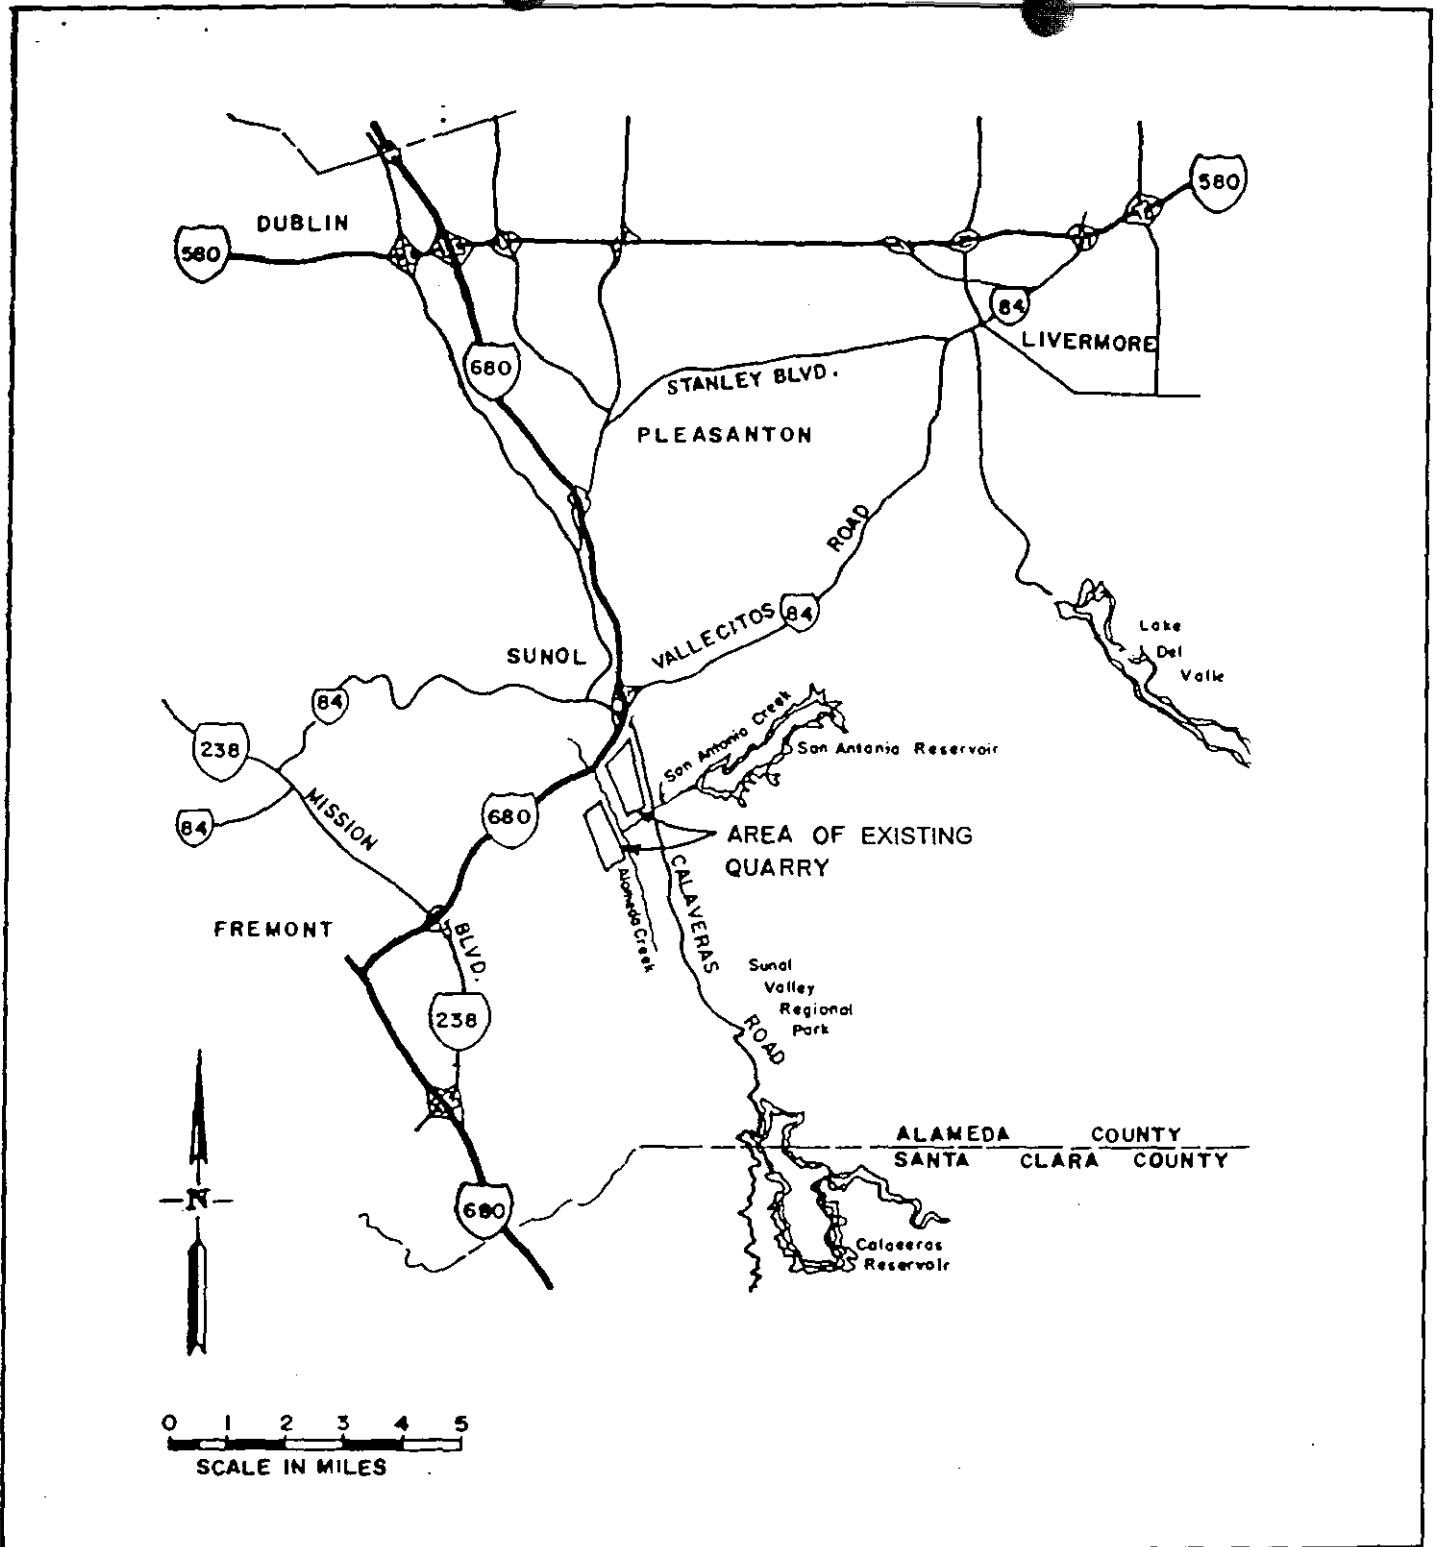 580
DUBLIN
580
84
680
LIVERMORE
STANLEY BLVD.
PLEASANTON
ROAD
Lake
Del
Valle
VALLECITOS
84
SUNOL
84
San Antonio Creek
238
San Antonio Reservoir
MISSION
680
84
AREA OF EXISTING
QUARRY
CALAVERAS
Alameda Creek
FREMONT
BLVD.
Sunol
Valley
Regional
Park
238
ROAD
ALAMEDA COUNTY
SANTA CLARA COUNTY
N
680
Calaeeras
Reservoir
0 1 2 3 4 5
SCALE IN MILES